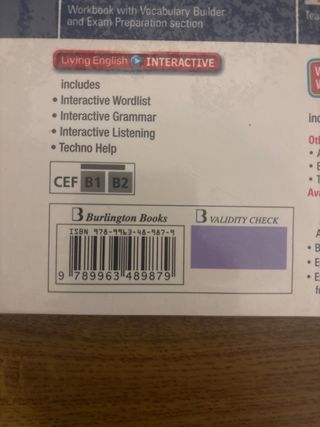 Workbook with Vocabulary Builder
and Exam Preparation section
Living English INTERACTIVE
includes
• Interactive Wordlist
• Interactive Grammar
• Interactive Listening
• Techno Help
CEF B1 B2
B Burlington Books
ISBN 978-9963-48-987-9
9 789963 489879
B VALIDITY CHECK